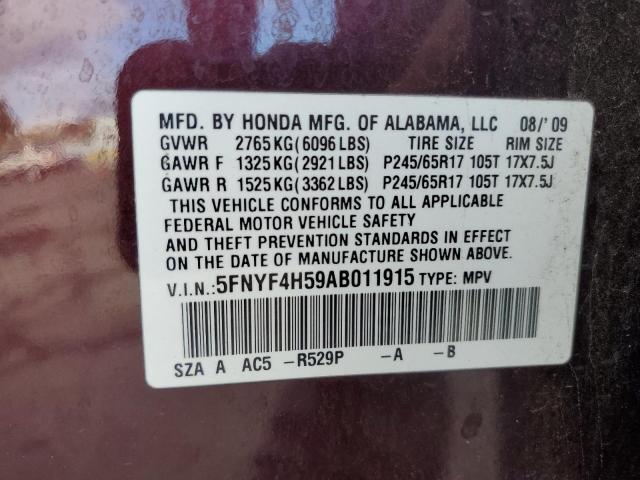 MFD. BY HONDA MFG. OF ALABAMA, LLC 08/'09
GVWR 2765 KG(6096 LBS) TIRE SIZE RIM SIZE
GAWR F 1325 KG(2921 LBS) P245/65R17 105T 17X7.5J
GAWR R 1525 KG(3362 LBS) P245/65R17 105T 17X7.5J
THIS VEHICLE CONFORMS TO ALL APPLICABLE
FEDERAL MOTOR VEHICLE SAFETY
AND THEFT PREVENTION STANDARDS IN EFFECT
ON THE DATE OF MANUFACTURE SHOWN ABOVE.
V.I.N.:5FNYF4H59AB011915 TYPE: MPV
SZA A AC5 -R529P -A -B